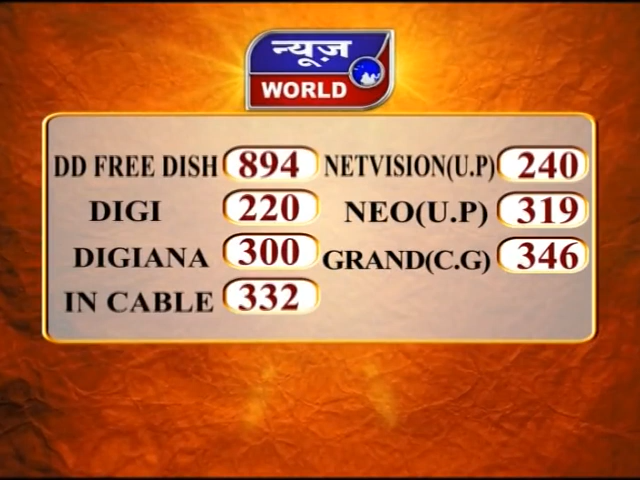 न्यूज़
WORLD
DD FREE DISH 894 NETVISION(U.P) 240
DIGI 220 NEO(U.P) 319
DIGIANA 300 GRAND(C.G) 346
IN CABLE 332